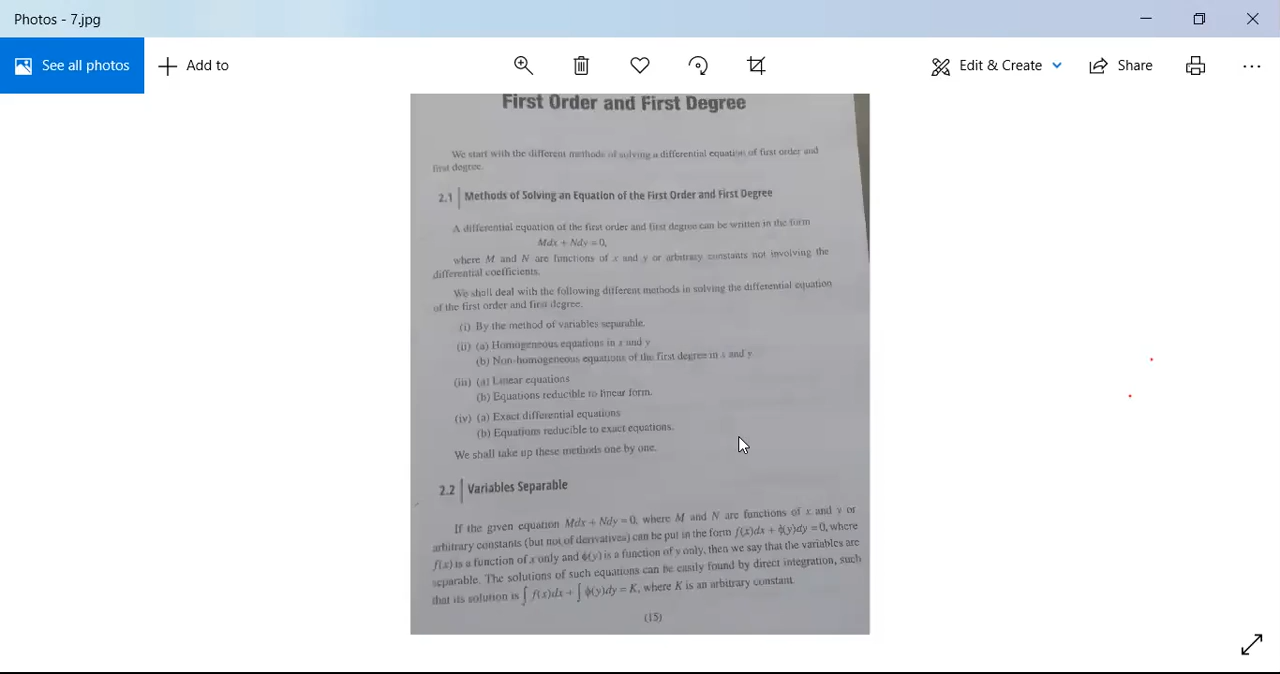 Photos - 7.jpg
See all photos
Add to
Edit & Create
Share
First Order and First Degree
We start with the different methods of solving a differential equation of first order and
first degree.
2.1 Methods of Solving an Equation of the First Order and First Degree
A differential equation of the first order and first degree can be written in the form
Mdx + Ndy = 0,
where M and N are functions of x and y or arbitrary constants not involving the
differential coefficients.
We shall deal with the following different methods in solving the differential equation
of the first order and first degree.
(i) By the method of variables separable.
(ii) (a) Homogeneous equations in x and y
(b) Non-homogeneous equations of the first degree in x and y
(iii) (a) Linear equations
(b) Equations reducible to linear form.
(iv) (a) Exact differential equations
(b) Equations reducible to exact equations.
We shall take up these methods one by one.
2.2 Variables Separable
If the given equation Mdx + Ndy = 0, where M and N are functions of x and y or
arbitrary constants (but not of derivatives) can be put in the form f(x)dx + ϕ(y)dy = 0, where
f(x) is a function of x only and ϕ(y) is a function of y only, then we say that the variables are
separable. The solutions of such equations can be easily found by direct integration, such
that its solution is ∫ f(x)dx + ∫ ϕ(y)dy = K, where K is an arbitrary constant
(15)